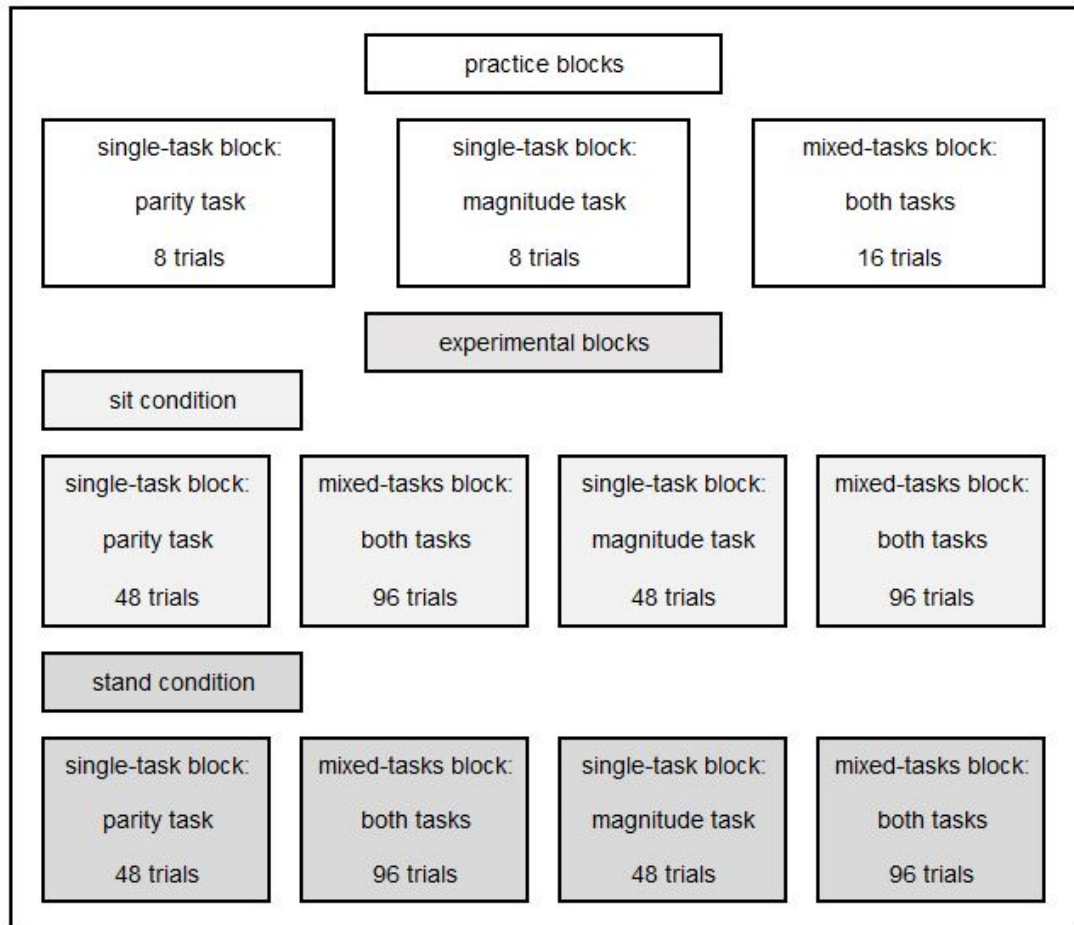 practice blocks
single-task block:
parity task
8 trials
single-task block:
magnitude task
8 trials
mixed-tasks block:
both tasks
16 trials
experimental blocks
sit condition
single-task block:
parity task
48 trials
mixed-tasks block:
both tasks
96 trials
single-task block:
magnitude task
48 trials
mixed-tasks block:
both tasks
96 trials
stand condition
single-task block:
parity task
48 trials
mixed-tasks block:
both tasks
96 trials
single-task block:
magnitude task
48 trials
mixed-tasks block:
both tasks
96 trials